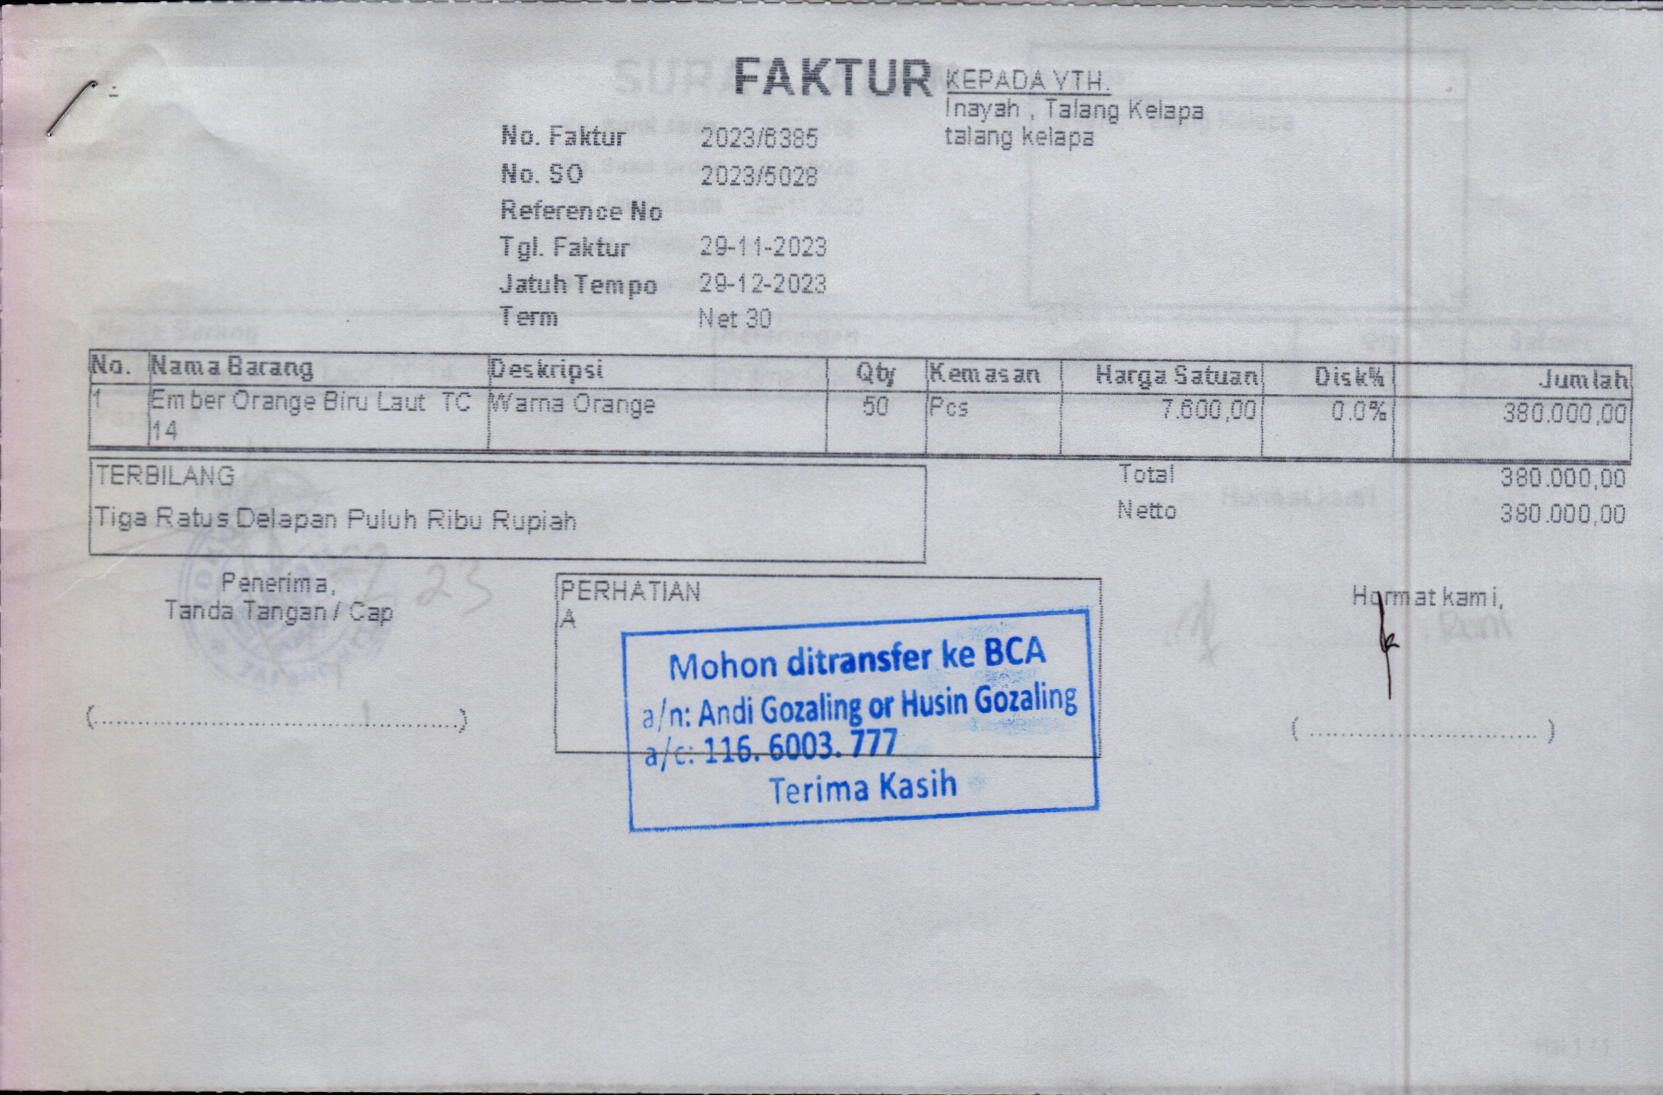 FAKTUR
KEPADA YTH.
Inayah , Talang Kelapa
talang kelapa
No. Faktur 2023/6385
No. SO 2023/5028
Reference No
Tgl. Faktur 29-11-2023
Jatuh Tempo 29-12-2023
Term Net 30
No. Nama Barang Deskripsi Qty Kemasan Harga Satuan Disk% Jumlah
1 Ember Orange Biru Laut TC Warna Orange 50 Pcs 7.600,00 0.0% 380.000,00
14
TERBILANG
Tiga Ratus Delapan Puluh Ribu Rupiah
Total 380.000,00
Netto 380.000,00
Penerima,
Tanda Tangan / Cap
PERHATIAN
A
Mohon ditransfer ke BCA
a/n: Andi Gozaling or Husin Gozaling
a/c: 116. 6003. 777
Terima Kasih
Hormat kami,